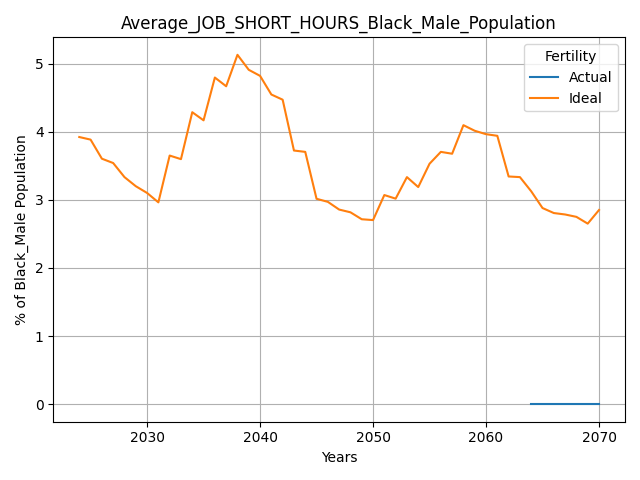 Average_JOB_SHORT_HOURS_Black_Male_Population
Fertility
Actual
Ideal
% of Black_Male Population
5
4
3
2
1
0
2030 2040 2050 2060 2070
Years